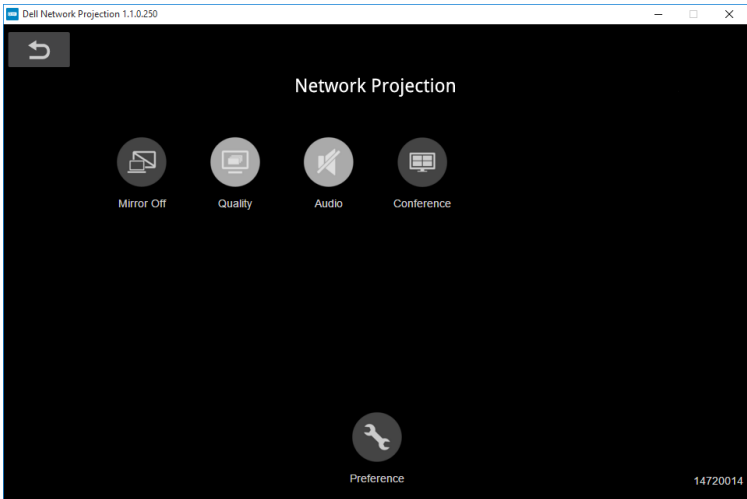 Dell Network Projection 1.1.0.250
Network Projection
Mirror Off
Quality
Audio
Conference
Preference
14720014